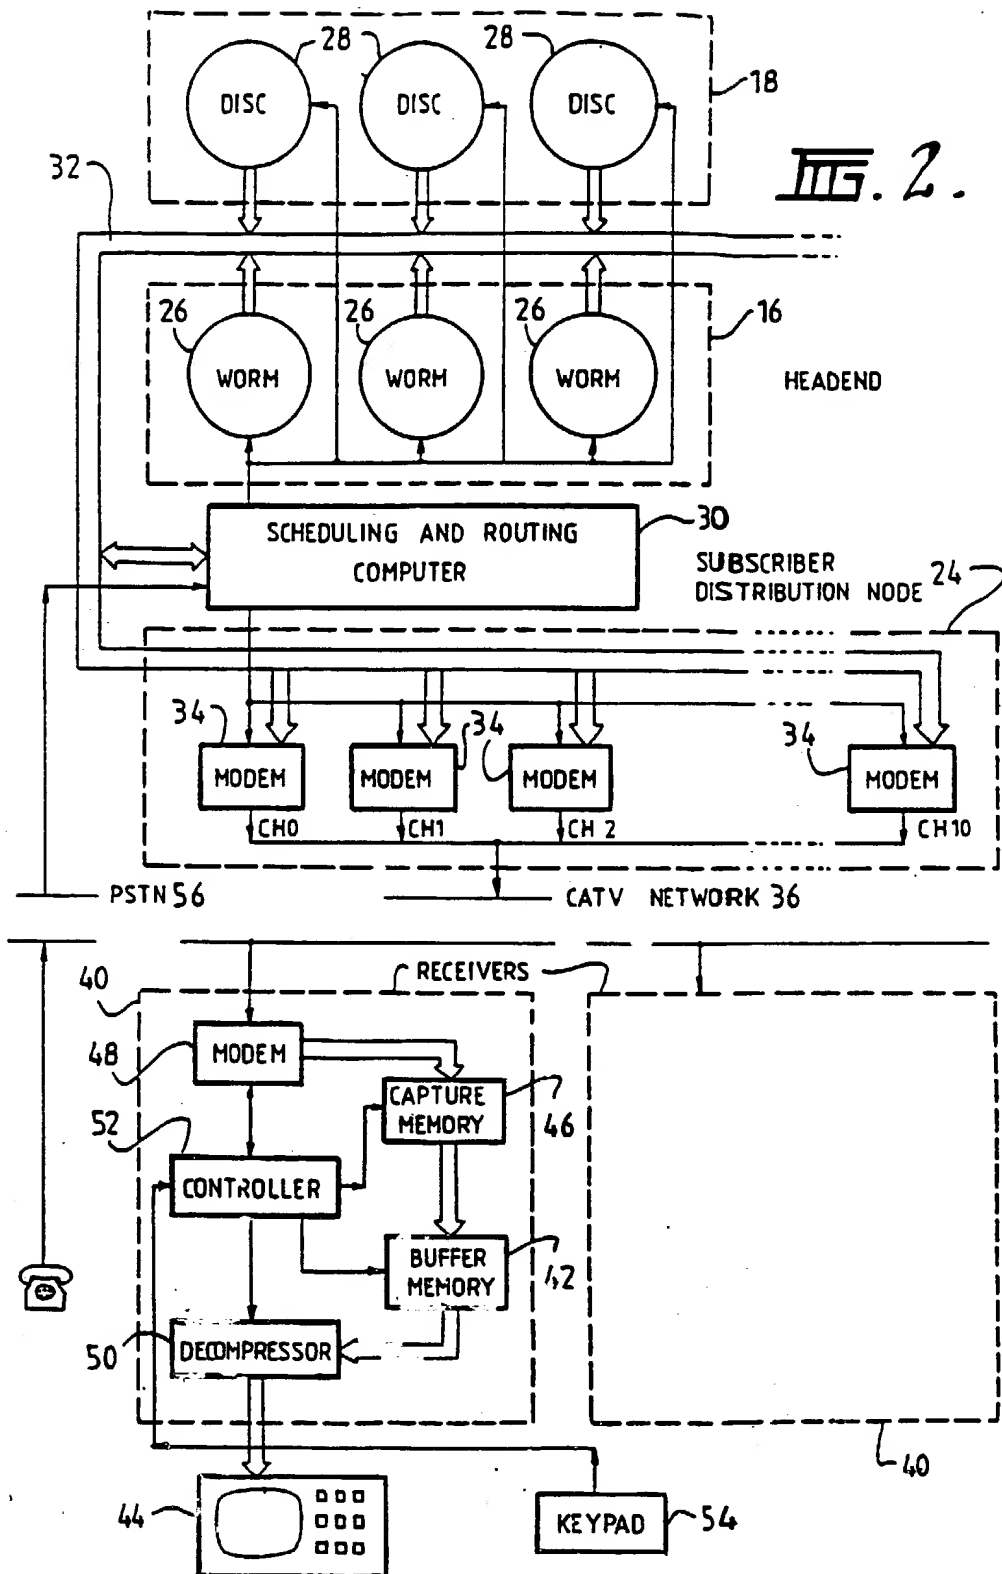 28 28
DISC DISC DISC
18
FIG. 2.
32
26 26 26
16
WORM WORM WORM
HEADEND
SCHEDULING AND ROUTING
COMPUTER
30
SUBSCRIBER
DISTRIBUTION NODE 24
34 34 34 34
MODEM MODEM MODEM MODEM
CH0 CH1 CH 2 CH 10
PSTN 56
CATV NETWORK 36
RECEIVERS
40
48
MODEM
CAPTURE
MEMORY
46
52
CONTROLLER
BUFFER
MEMORY
42
50
DECOMPRESSOR
40
44
KEYPAD
54